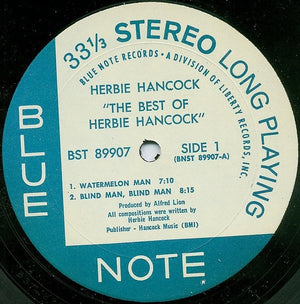 33⅓ STEREO LONG PLAYING
BLUE NOTE RECORDS • A DIVISION OF LIBERTY RECORDS, INC.
HERBIE HANCOCK
"THE BEST OF
HERBIE HANCOCK"
BST 89907
SIDE 1
(BNST 89907-A)
1. WATERMELON MAN 7:10
2. BLIND MAN, BLIND MAN 8:15
Produced by Alfred Lion
All compositions were written by
Herbie Hancock
Publisher - Hancock Music (BMI)
BLUE
NOTE